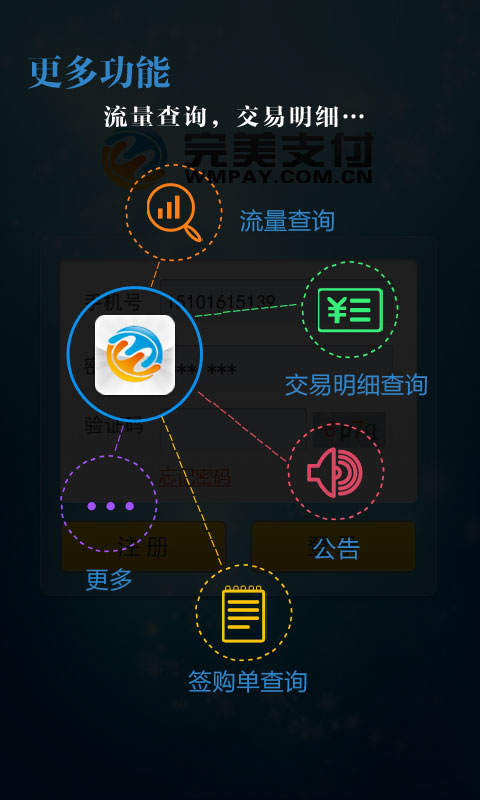 更多功能
流量查询，交易明细…
完美支付
WMPAY.COM.CN
流量查询
手机号 15101615139
交易明细查询
验证码
忘记密码
注 册
公告
更多
签购单查询